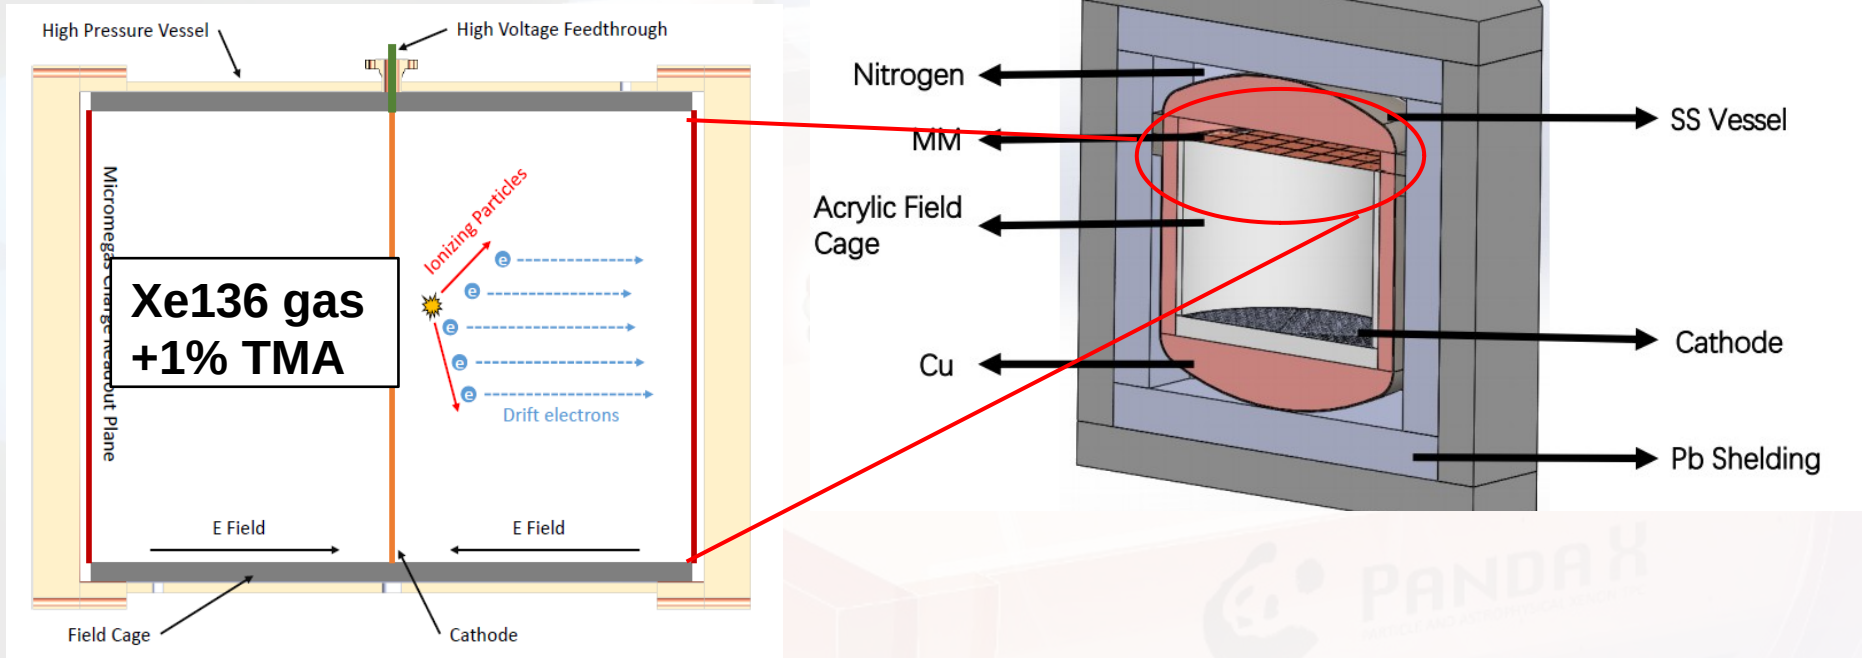 High Pressure Vessel
High Voltage Feedthrough
Micromegas Charge Readout Plane
Ionizing Particles
e
e
e
e
e
Drift electrons
Xe136 gas
+1% TMA
E Field
E Field
Field Cage
Cathode
Nitrogen
MM
Acrylic Field
Cage
Cu
SS Vessel
Cathode
Pb Shielding
PANDA X